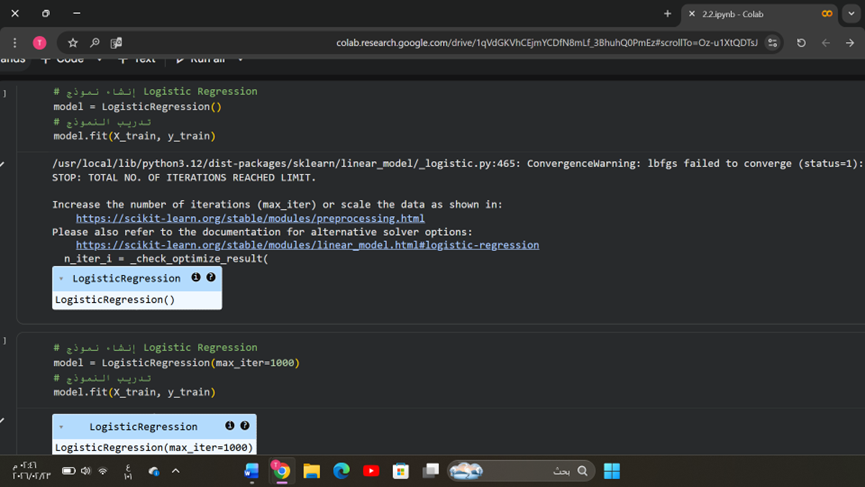 2.2.ipynb - Colab
colab.research.google.com/drive/1qVdGKVhCEjmYCDfN8mLf_3BhuhQ0PmEz#scrollTo=Oz-u1XtQDTsJ
ands + Code + Text Run all
# إنشاء نموذج Logistic Regression
model = LogisticRegression()
# تدريب النموذج
model.fit(X_train, y_train)
/usr/local/lib/python3.12/dist-packages/sklearn/linear_model/_logistic.py:465: ConvergenceWarning: lbfgs failed to converge (status=1):
STOP: TOTAL NO. OF ITERATIONS REACHED LIMIT.
Increase the number of iterations (max_iter) or scale the data as shown in:
https://scikit-learn.org/stable/modules/preprocessing.html
Please also refer to the documentation for alternative solver options:
https://scikit-learn.org/stable/modules/linear_model.html#logistic-regression
n_iter_i = _check_optimize_result(
LogisticRegression
LogisticRegression()
# إنشاء نموذج Logistic Regression
model = LogisticRegression(max_iter=1000)
# تدريب النموذج
model.fit(X_train, y_train)
LogisticRegression
LogisticRegression(max_iter=1000)
بحث